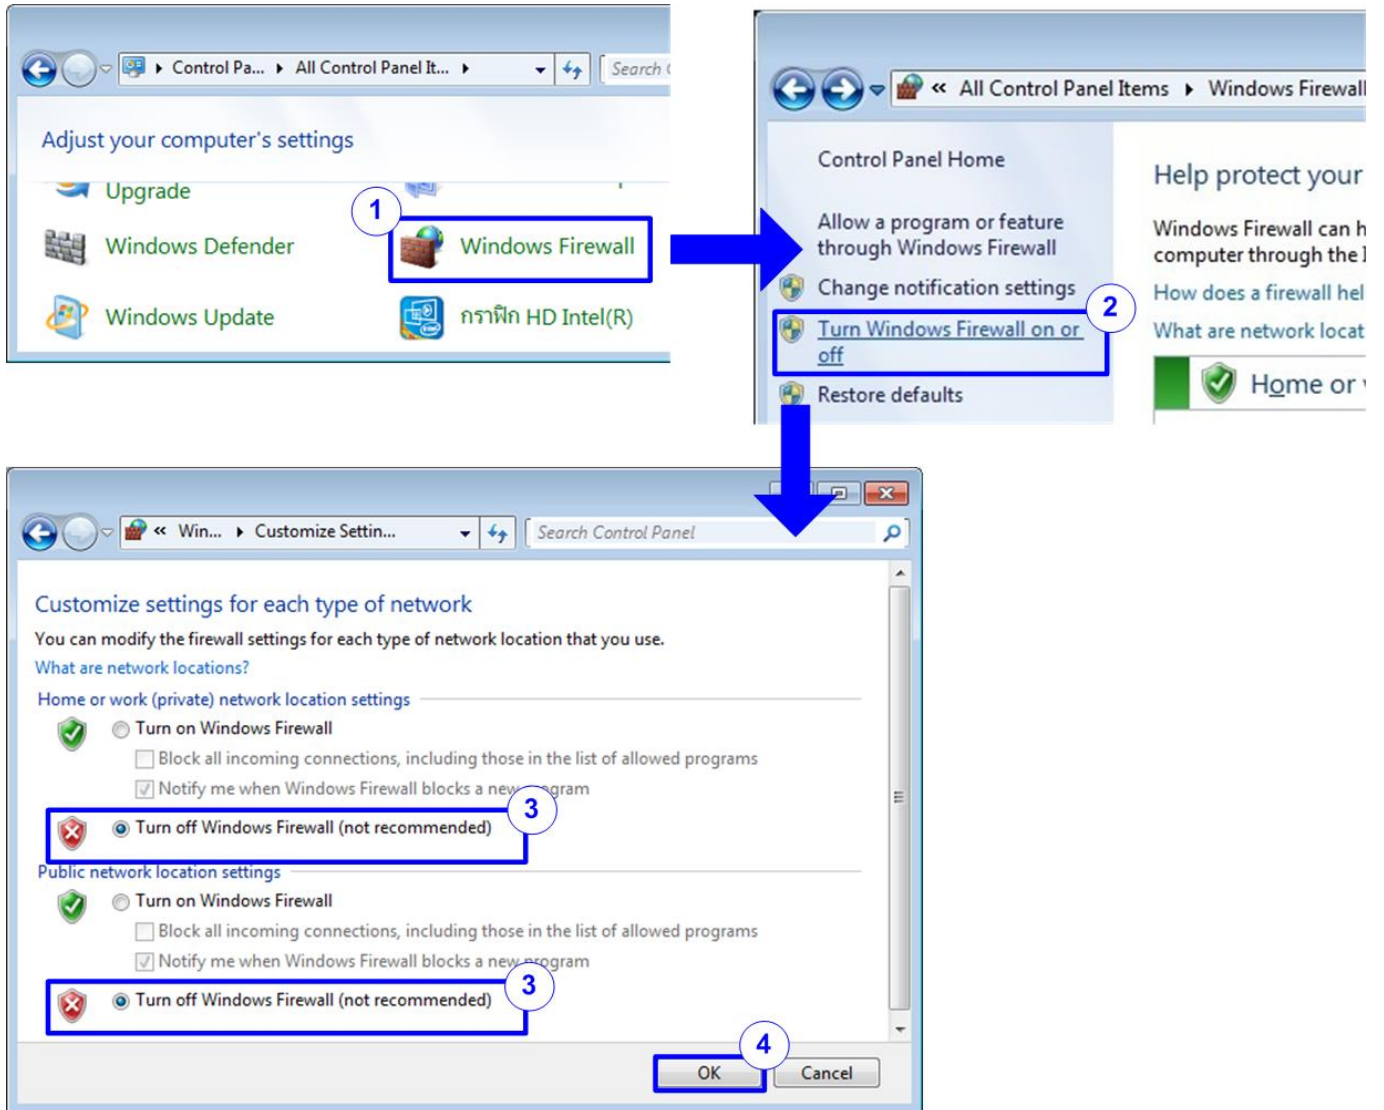 Control Pa... All Control Panel It...
Search
Adjust your computer's settings
Upgrade
1
Windows Defender
Windows Firewall
Windows Update
กราฟิก HD Intel(R)
« All Control Panel Items Windows Firewall
Control Panel Home
Allow a program or feature
through Windows Firewall
Change notification settings
2
Turn Windows Firewall on or
off
Restore defaults
Help protect your
Windows Firewall can h
computer through the I
How does a firewall hel
What are network locat
Home or
« Win... Customize Settin...
Search Control Panel
Customize settings for each type of network
You can modify the firewall settings for each type of network location that you use.
What are network locations?
Home or work (private) network location settings
Turn on Windows Firewall
Block all incoming connections, including those in the list of allowed programs
Notify me when Windows Firewall blocks a new program
3
Turn off Windows Firewall (not recommended)
Public network location settings
Turn on Windows Firewall
Block all incoming connections, including those in the list of allowed programs
Notify me when Windows Firewall blocks a new program
3
Turn off Windows Firewall (not recommended)
4
OK Cancel